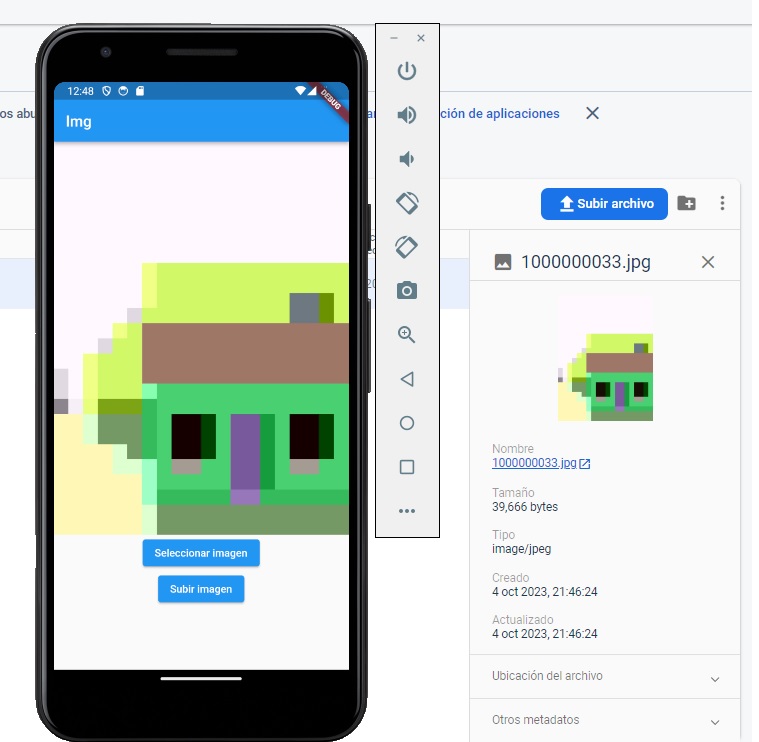 12:48
DEBUG
Img
Seleccionar imagen
Subir imagen
os abu
ción de aplicaciones
Subir archivo
1000000033.jpg
Nombre
1000000033.jpg
Tamaño
39,666 bytes
Tipo
image/jpeg
Creado
4 oct 2023, 21:46:24
Actualizado
4 oct 2023, 21:46:24
Ubicación del archivo
Otros metadatos